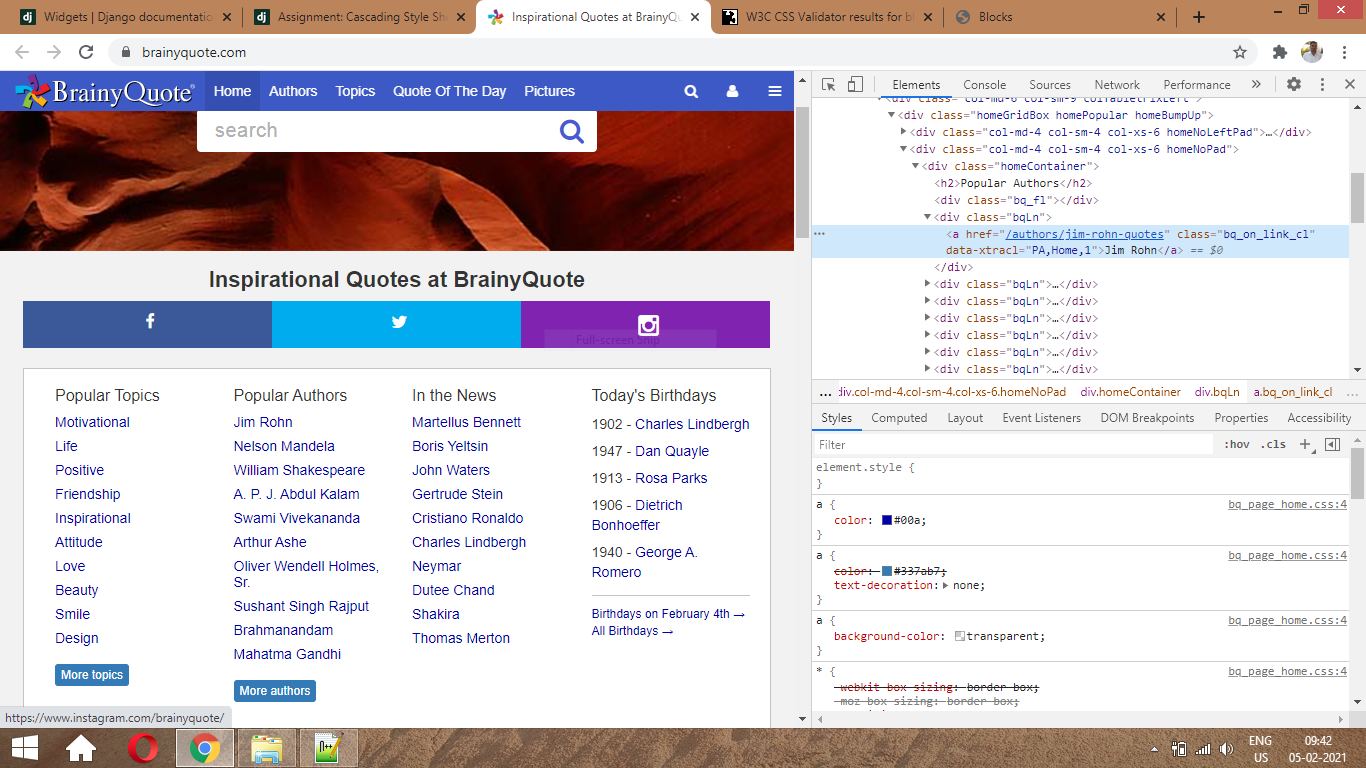 Widgets | Django documentatio
Assignment: Cascading Style She
Inspirational Quotes at BrainyQu
W3C CSS Validator results for bl
Blocks
brainyquote.com
BrainyQuote
Home
Authors
Topics
Quote Of The Day
Pictures
search
Inspirational Quotes at BrainyQuote
Full-screen Snip
Popular Topics
Motivational
Life
Positive
Friendship
Inspirational
Attitude
Love
Beauty
Smile
Design
More topics
Popular Authors
Jim Rohn
Nelson Mandela
William Shakespeare
A. P. J. Abdul Kalam
Swami Vivekananda
Arthur Ashe
Oliver Wendell Holmes,
Sr.
Sushant Singh Rajput
Brahmanandam
Mahatma Gandhi
More authors
In the News
Martellus Bennett
Boris Yeltsin
John Waters
Gertrude Stein
Cristiano Ronaldo
Charles Lindbergh
Neymar
Dutee Chand
Shakira
Thomas Merton
Today's Birthdays
1902 - Charles Lindbergh
1947 - Dan Quayle
1913 - Rosa Parks
1906 - Dietrich
Bonhoeffer
1940 - George A.
Romero
Birthdays on February 4th →
All Birthdays →
https://www.instagram.com/brainyquote/
Elements
Console
Sources
Network
Performance
»
<div class="col-md-6 col-sm-9 colTabletFixLeft">
<div class="homeGridBox homePopular homeBumpUp">
<div class="col-md-4 col-sm-4 col-xs-6 homeNoLeftPad">…</div>
<div class="col-md-4 col-sm-4 col-xs-6 homeNoPad">
<div class="homeContainer">
<h2>Popular Authors</h2>
<div class="bq_fl"></div>
<div class="bqLn">
<a href="/authors/jim-rohn-quotes" class="bq_on_link_cl"
data-xtracl="PA,Home,1">Jim Rohn</a> == $0
</div>
<div class="bqLn">…</div>
<div class="bqLn">…</div>
<div class="bqLn">…</div>
<div class="bqLn">…</div>
<div class="bqLn">…</div>
<div class="bqLn">…</div>
... div.col-md-4.col-sm-4.col-xs-6.homeNoPad div.homeContainer div.bqLn a.bq_on_link_cl ...
Styles
Computed
Layout
Event Listeners
DOM Breakpoints
Properties
Accessibility
Filter
:hov .cls +
element.style {
}
a {
bq_page_home.css:4
color: #00a;
}
a {
bq_page_home.css:4
color: #337ab7;
text-decoration: none;
}
a {
bq_page_home.css:4
background-color: transparent;
}
* {
bq_page_home.css:4
-webkit-box-sizing: border-box;
-moz-box-sizing: border-box;
ENG
US
09:42
05-02-2021